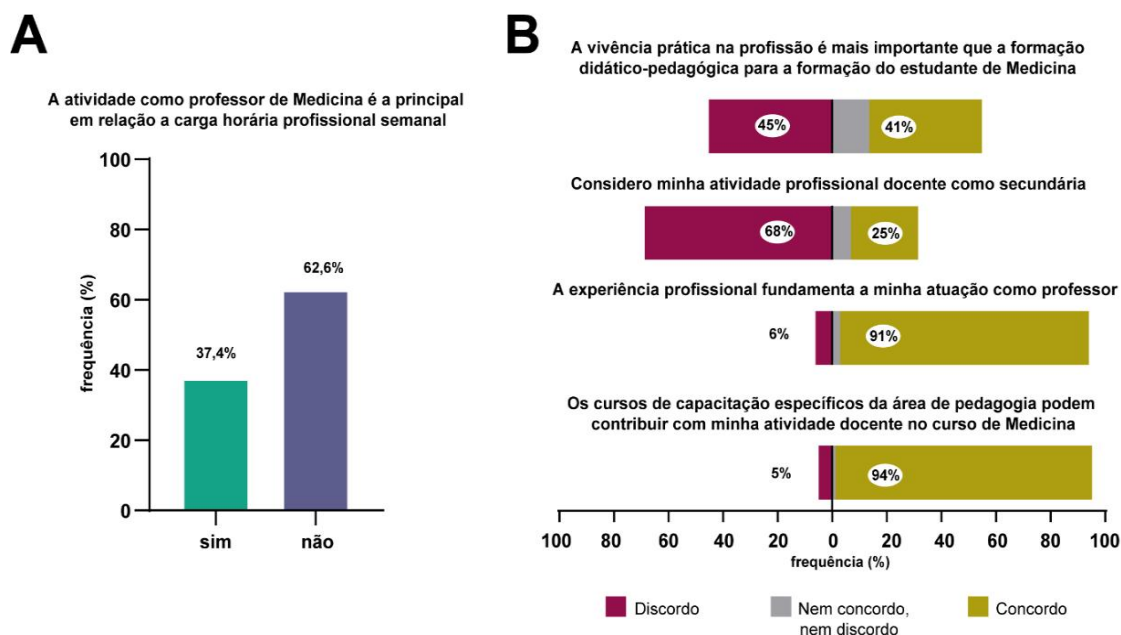 A
A atividade como professor de Medicina é a principal
em relação a carga horária profissional semanal
100
80
60
40
20
0
frequência (%)
37,4%
62,6%
sim
não
B
A vivência prática na profissão é mais importante que a formação
didático-pedagógica para a formação do estudante de Medicina
45%
41%
Considero minha atividade profissional docente como secundária
68%
25%
A experiência profissional fundamenta a minha atuação como professor
6%
91%
Os cursos de capacitação específicos da área de pedagogia podem
contribuir com minha atividade docente no curso de Medicina
5%
94%
100 80 60 40 20 0 20 40 60 80 100
frequência (%)
Discordo
Nem concordo,
nem discordo
Concordo